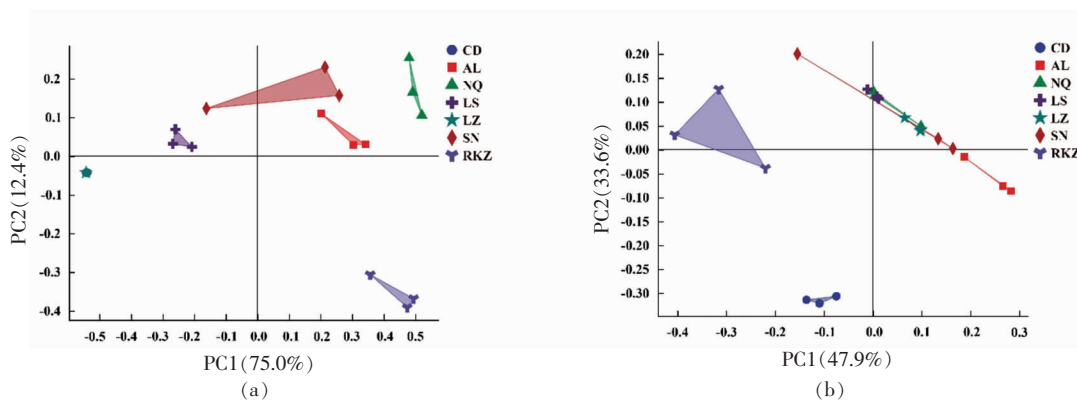 0.2
0.1
0.0
-0.1
-0.2
-0.3
-0.4
PC2(12.4%)
-0.5 -0.4 -0.3 -0.2 -0.1 0.0 0.1 0.2 0.3 0.4 0.5
PC1(75.0%)
(a)
CD
AL
NQ
LS
LZ
SN
RKZ
0.20
0.15
0.10
0.05
0.00
-0.05
-0.10
-0.15
-0.20
-0.25
-0.30
PC2(33.6%)
-0.4 -0.3 -0.2 -0.1 0.0 0.1 0.2 0.3
PC1(47.9%)
(b)
CD
AL
NQ
LS
LZ
SN
RKZ